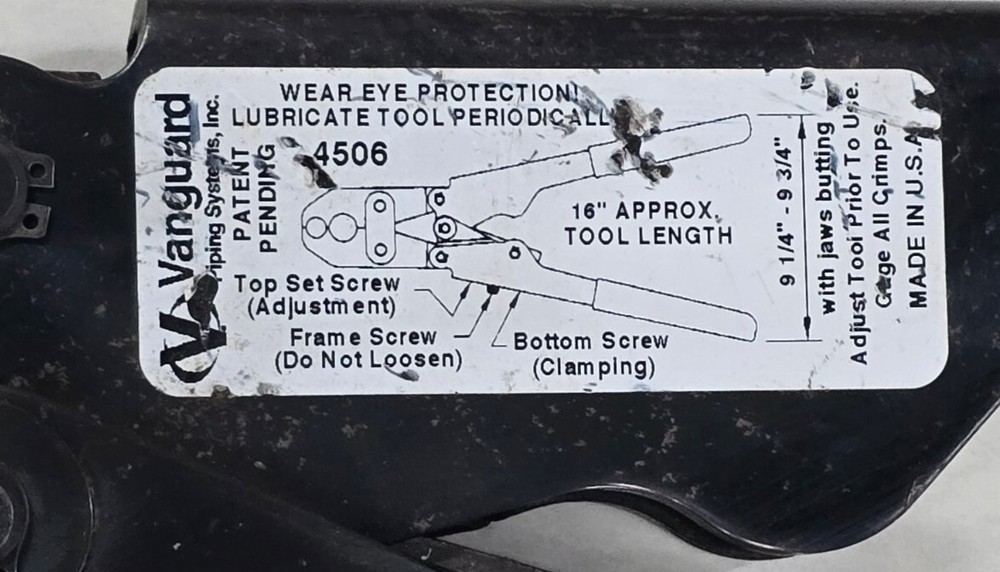 Vanguard
Piping Systems, Inc.
WEAR EYE PROTECTION!
LUBRICATE TOOL PERIODICALL
PATENT
PENDING
4506
16" APPROX.
TOOL LENGTH
Top Set Screw
(Adjustment)
Frame Screw
(Do Not Loosen)
Bottom Screw
(Clamping)
9 1/4" - 9 3/4"
with jaws butting
Adjust Tool Prior To Use.
Gage All Crimps.
MADE IN U.S.A.